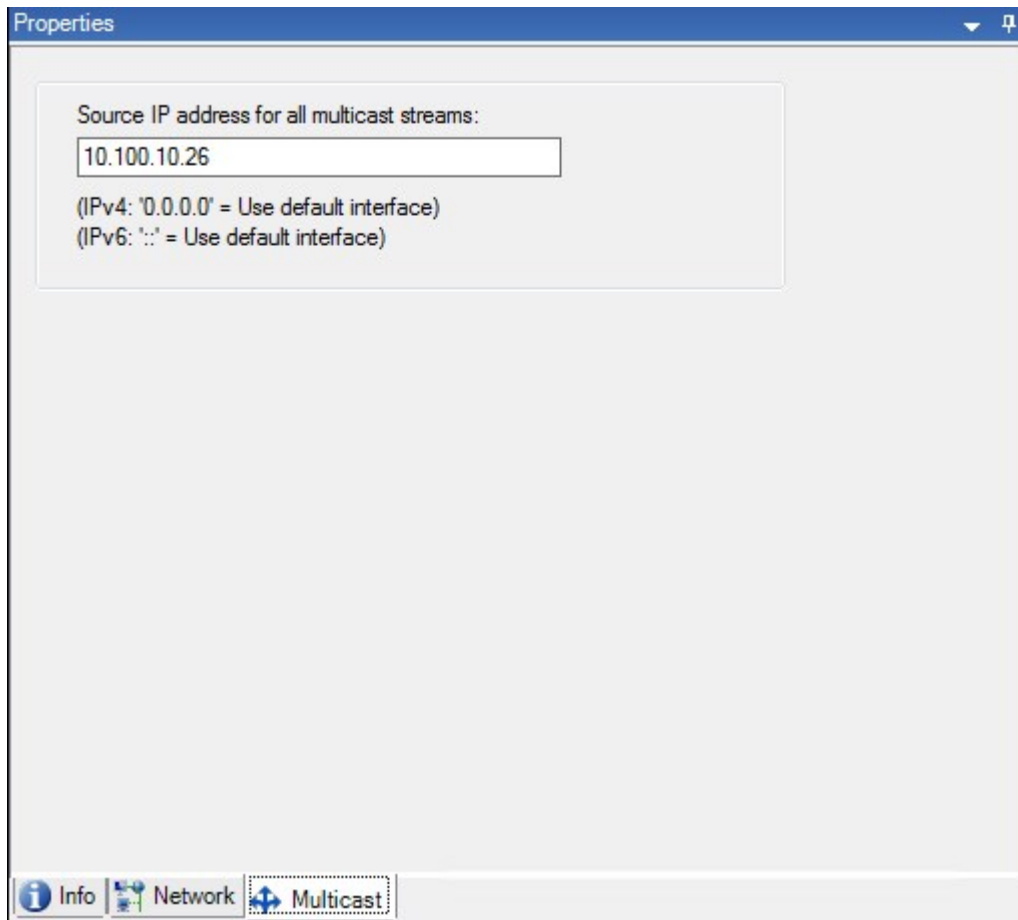 Properties
Source IP address for all multicast streams:
10.100.10.26
(IPv4: '0.0.0.0' = Use default interface)
(IPv6: '::' = Use default interface)
Info Network Multicast